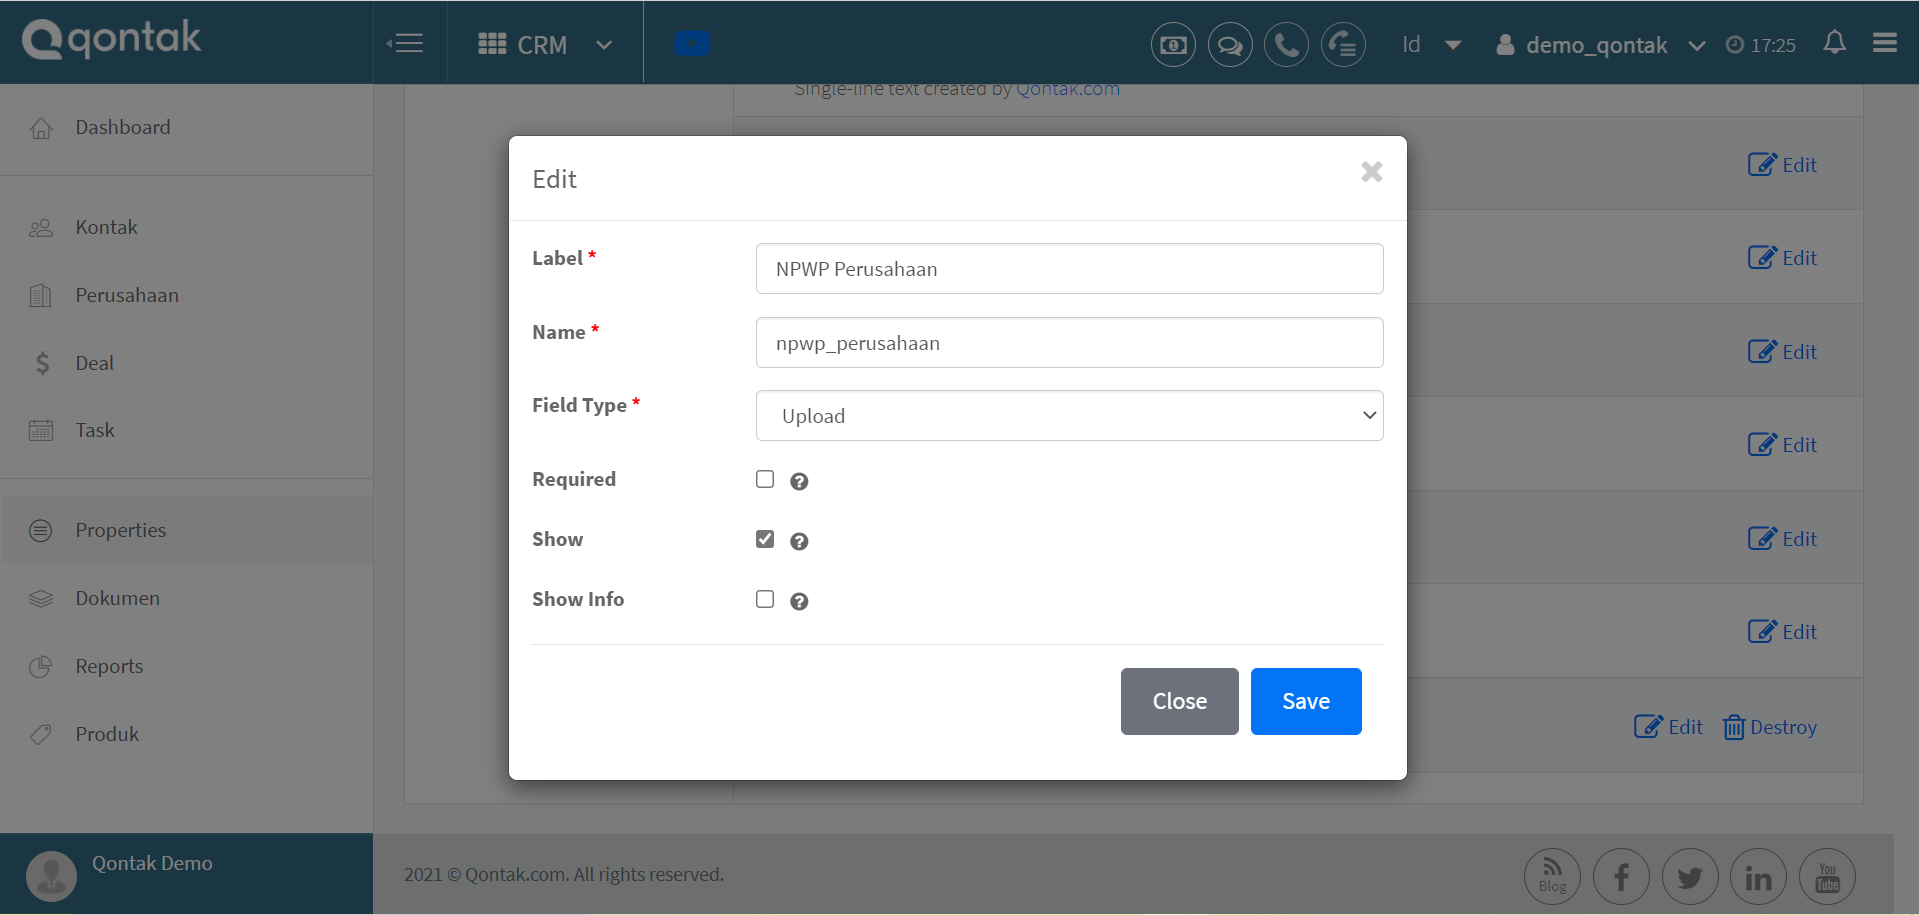 qontak
CRM
Id
demo_qontak
17:25
Dashboard
Kontak
Perusahaan
Deal
Task
Properties
Dokumen
Reports
Produk
Qontak Demo
Single-line text created by Qontak.com
Edit
Edit
Edit
Edit
Edit
Edit
Edit Destroy
Edit
Label *
NPWP Perusahaan
Name *
npwp_perusahaan
Field Type *
Upload
Required
Show
Show Info
Close
Save
2021 © Qontak.com. All rights reserved.
Blog
You
Tube